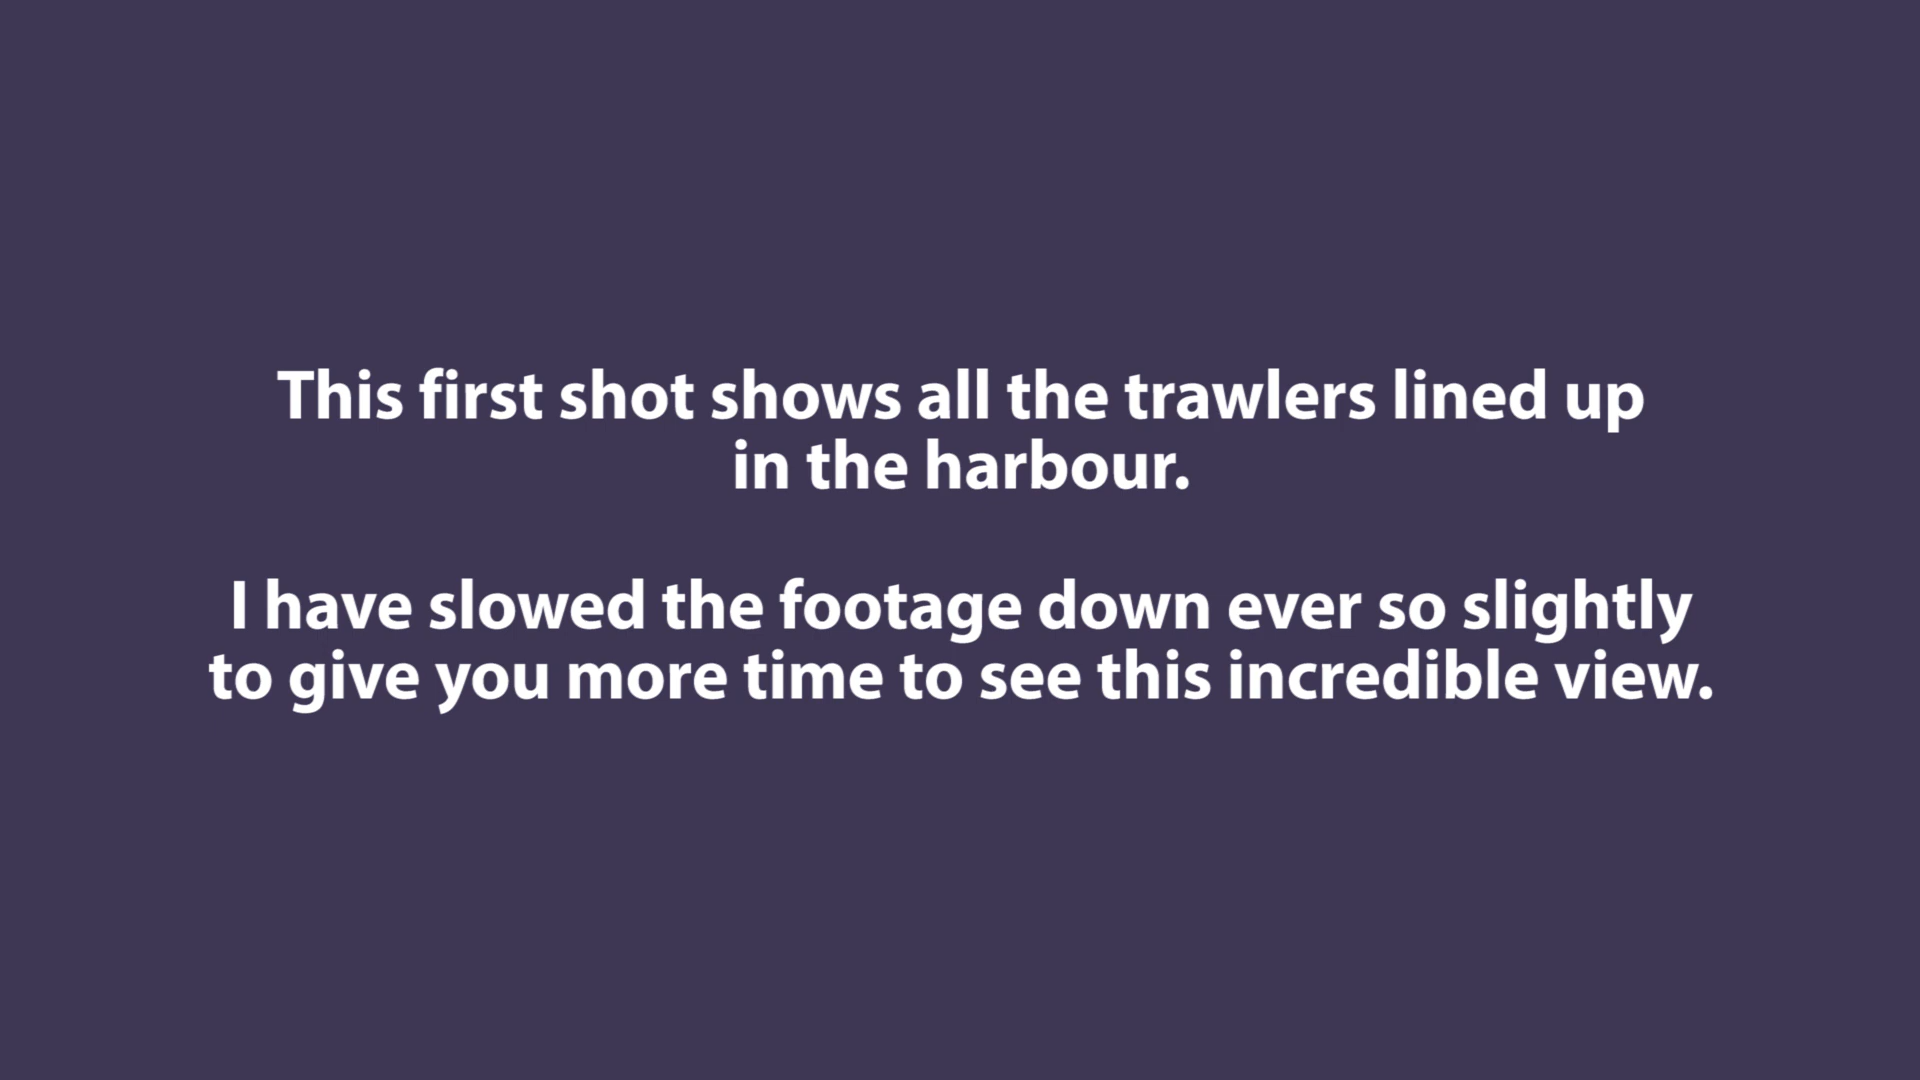 This first shot shows all the trawlers lined up
in the harbour.
I have slowed the footage down ever so slightly
to give you more time to see this incredible view.